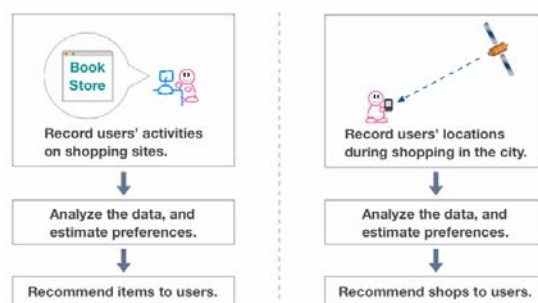 Book
Store
Record users' activities
on shopping sites.
Analyze the data, and
estimate preferences.
Recommend items to users.
Record users' locations
during shopping in the city.
Analyze the data, and
estimate preferences.
Recommend shops to users.